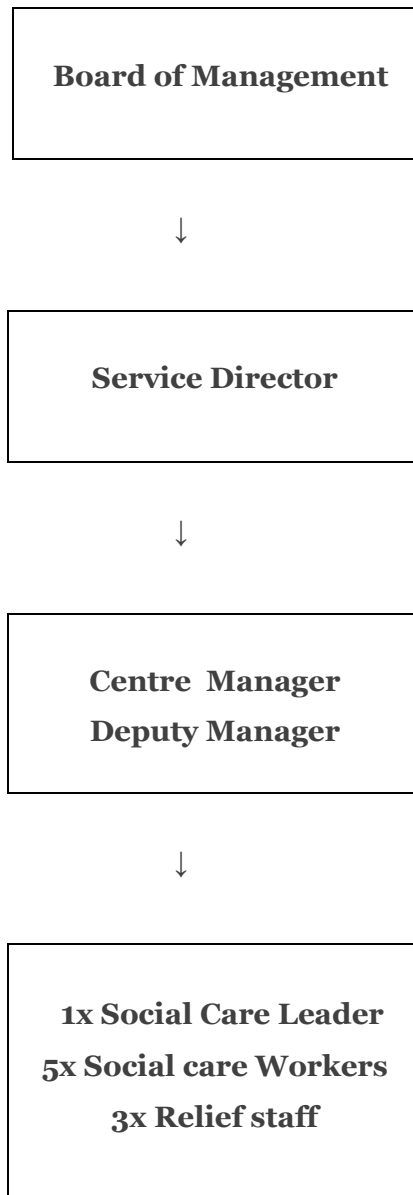 Board of Management
↓
Service Director
↓
Centre Manager
Deputy Manager
↓
1x Social Care Leader
5x Social care Workers
3x Relief staff